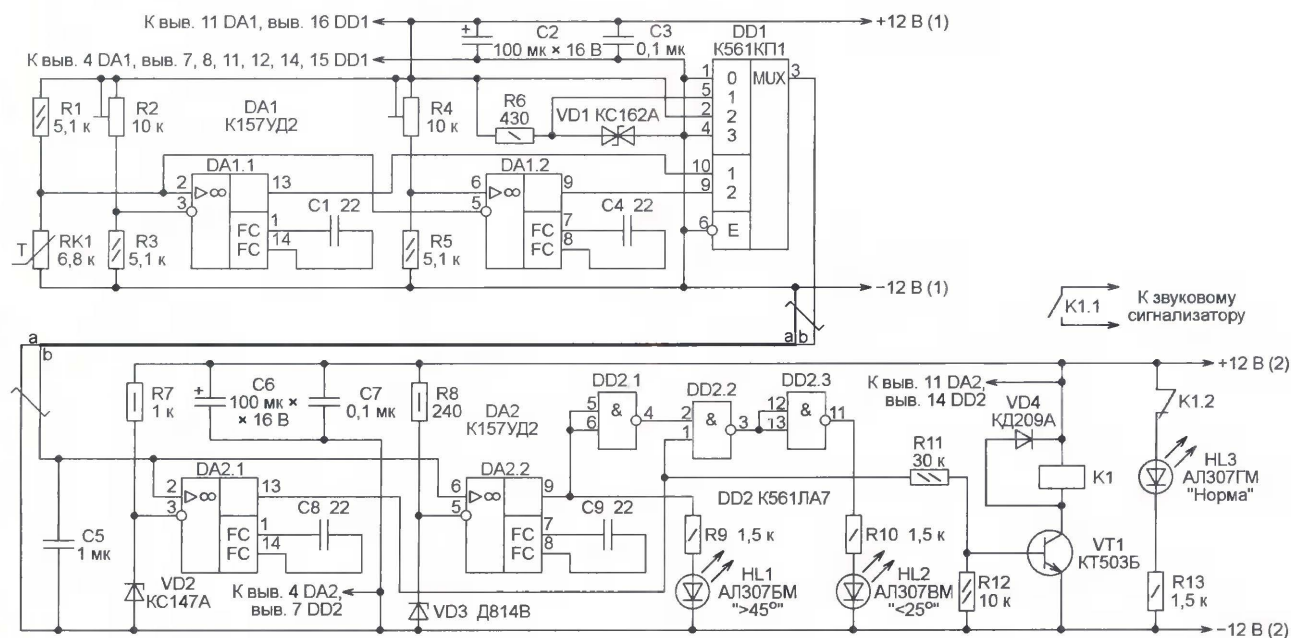 К выв. 11 DA1, выв. 16 DD1
+12 В (1)
C2
100 мк × 16 В
C3
0,1 мк
DD1
К561КП1
К выв. 4 DA1, выв. 7, 8, 11, 12, 14, 15 DD1
R1
5,1 к
R2
10 к
DA1
К157УД2
R4
10 к
R6
430
VD1 КС162А
1
5
2
4
0
1
2
3
MUX
3
10
9
1
2
6
E
DA1.1
2
3
▷∞
13
FC
FC
1
14
C1 22
DA1.2
6
5
▷∞
9
FC
FC
7
8
C4 22
T
RK1
6,8 к
R3
5,1 к
R5
5,1 к
−12 В (1)
K1.1
К звуковому
сигнализатору
a
b
a
b
+12 В (2)
R7
1 к
C6
100 мк ×
× 16 В
C7
0,1 мк
R8
240
DA2
К157УД2
DD2.1
5
6
&
4
DD2.2
2
1
&
3
DD2.3
12
13
&
11
К выв. 11 DA2,
выв. 14 DD2
VD4
КД209А
K1.2
R11
30 к
K1
HL3
АЛ307ГМ
"Норма"
DA2.1
2
3
▷∞
13
FC
FC
1
14
C8 22
DA2.2
6
5
▷∞
9
FC
FC
7
8
C9 22
DD2 К561ЛА7
C5
1 мк
R9 1,5 к
R10 1,5 к
VT1
КТ503Б
VD2
КС147А
К выв. 4 DA2,
выв. 7 DD2
VD3 Д814В
HL1
АЛ307БМ
">45°"
HL2
АЛ307ВМ
"<25°"
R12
10 к
R13
1,5 к
−12 В (2)